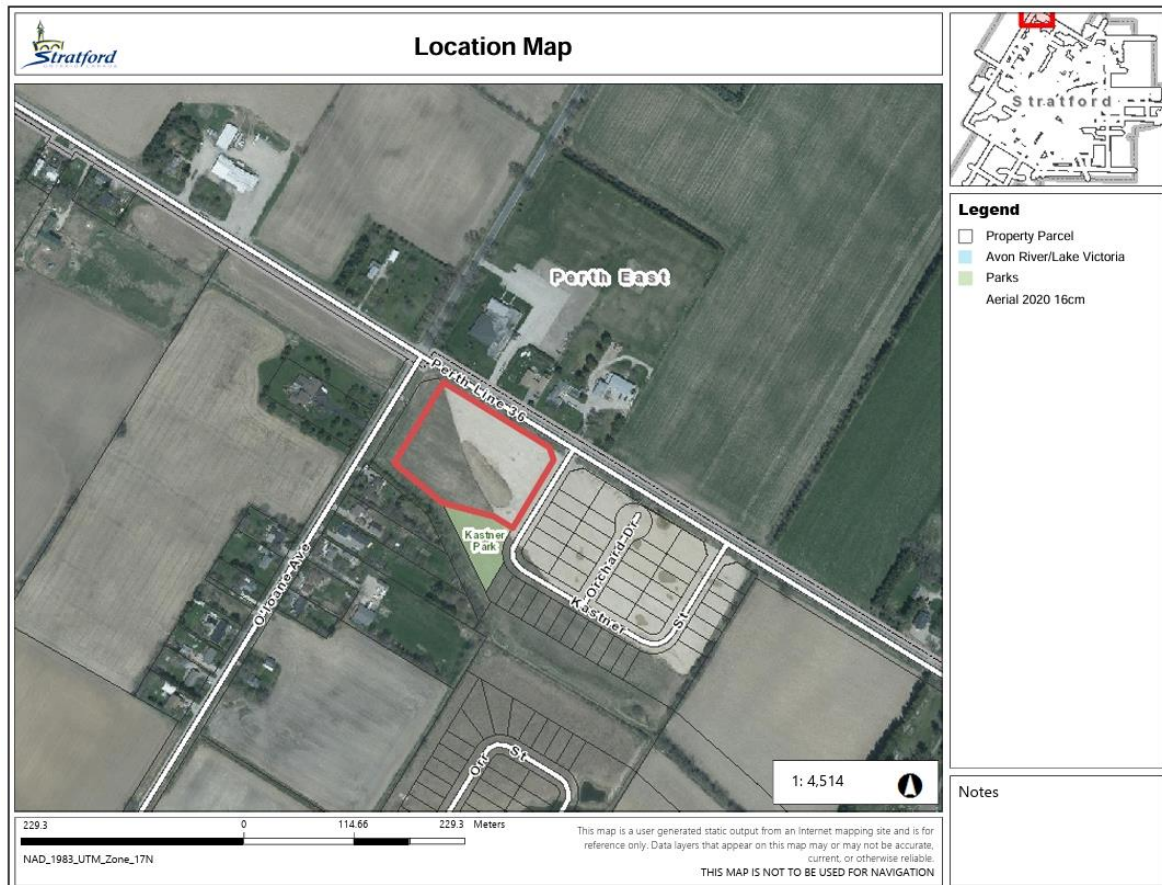 Stratford
ONTARIO CANADA
Location Map
Stratford
Legend
Property Parcel
Avon River/Lake Victoria
Parks
Aerial 2020 16cm
Perth East
Perth Line 36
Kastner
Park
O'loane Ave
Orchard Dr
Kastner St
Orr St
1: 4,514
Notes
229.3 0 114.66 229.3 Meters
NAD_1983_UTM_Zone_17N
This map is a user generated static output from an Internet mapping site and is for
reference only. Data layers that appear on this map may or may not be accurate,
current, or otherwise reliable.
THIS MAP IS NOT TO BE USED FOR NAVIGATION